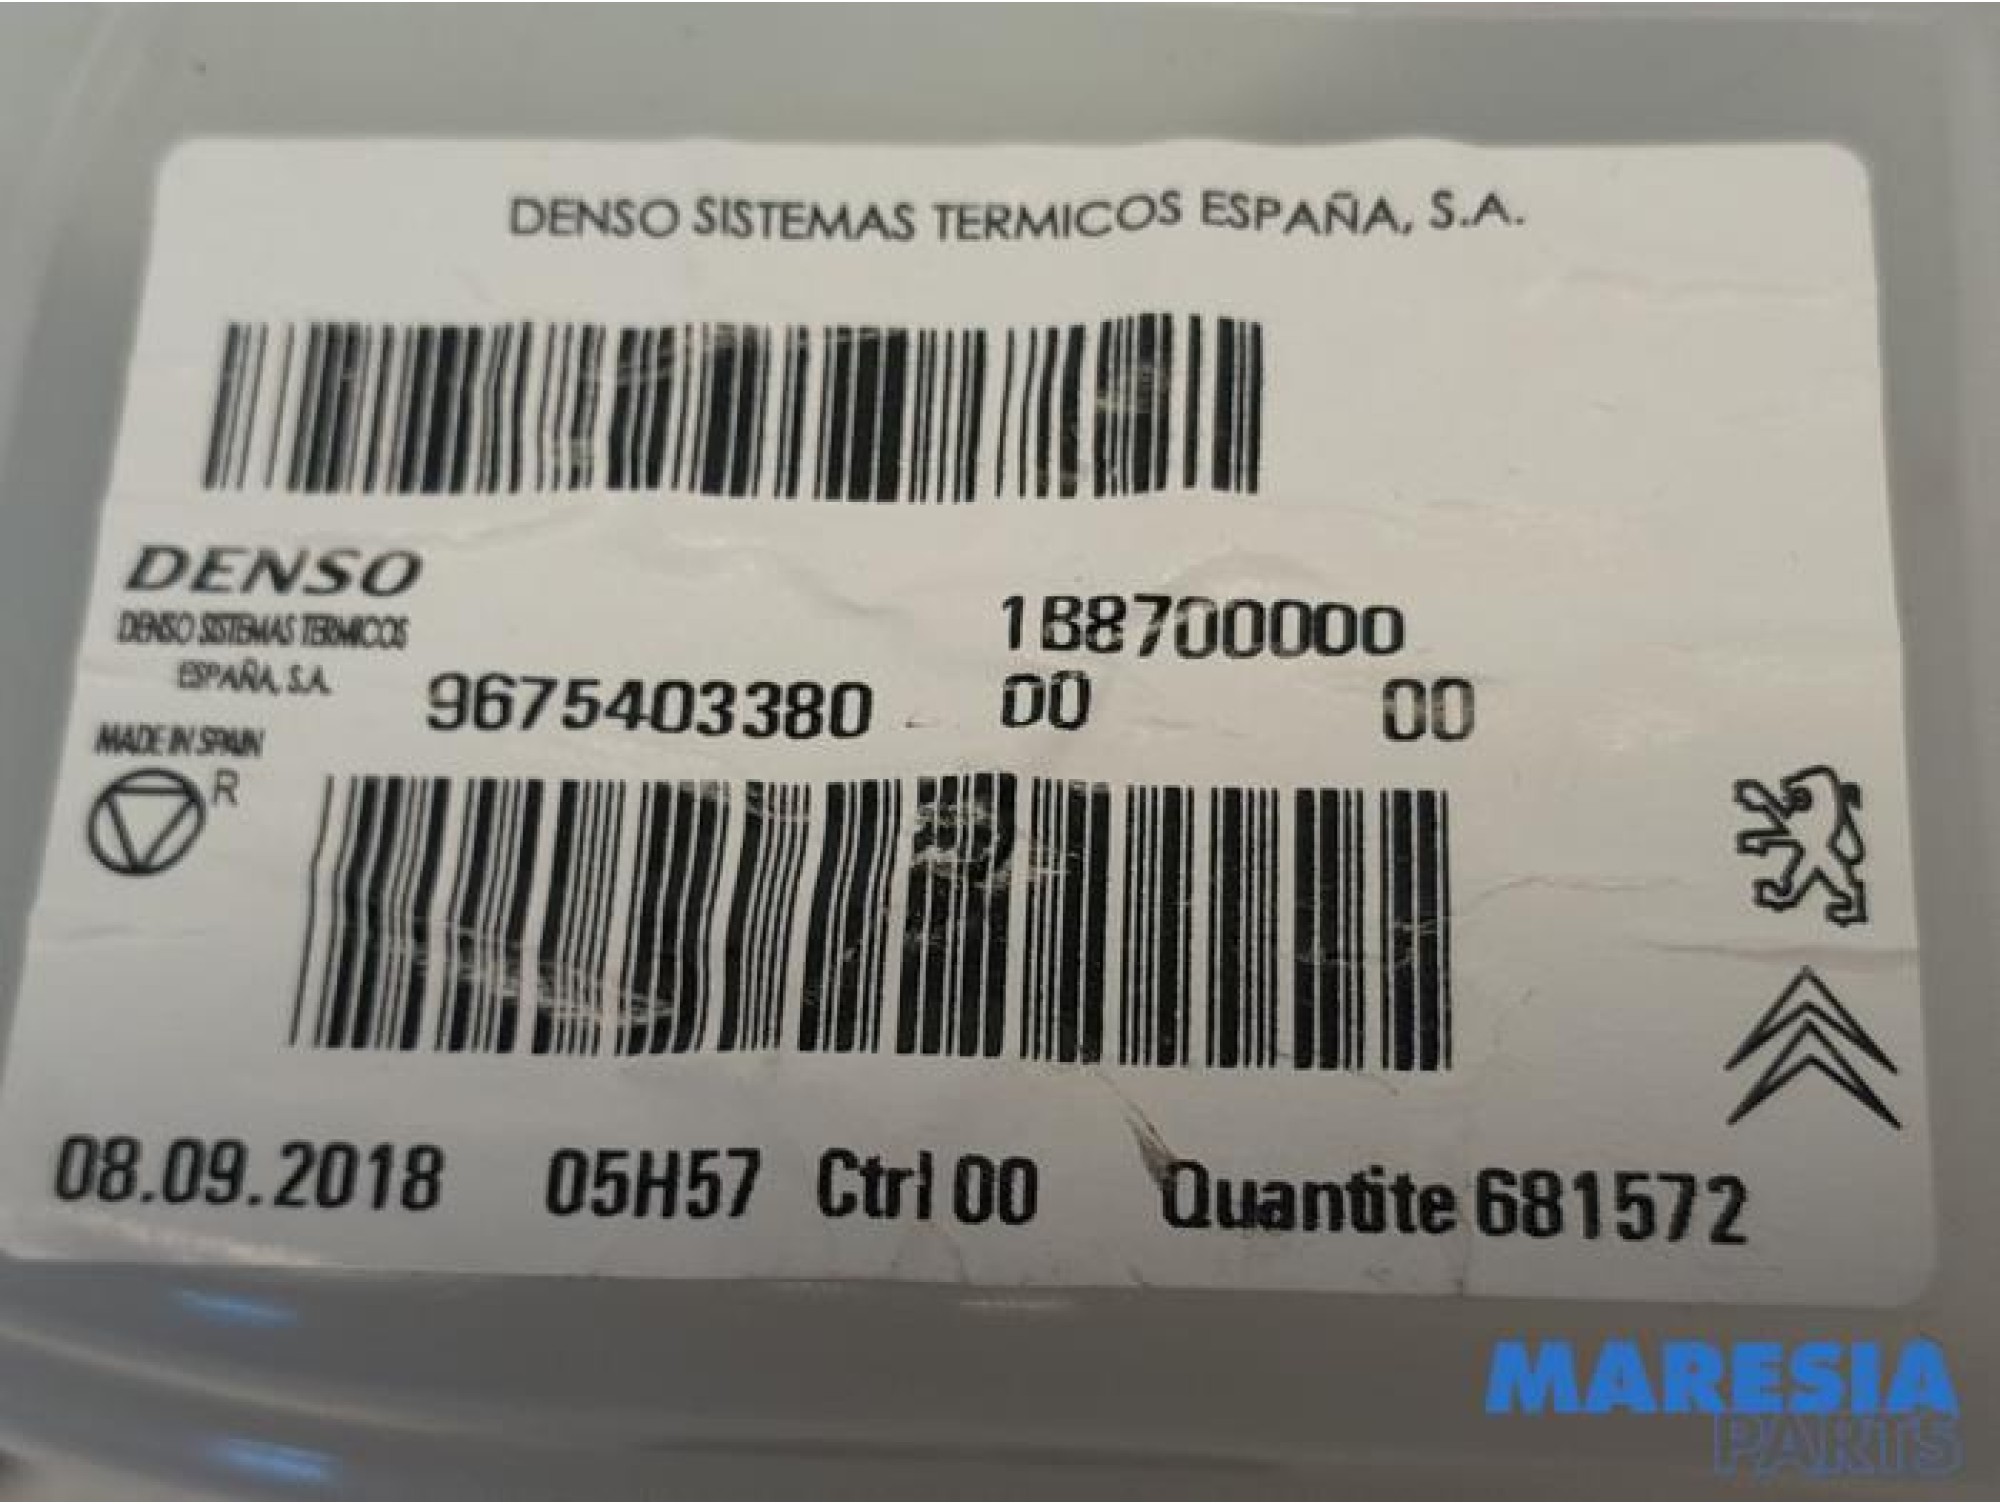 DENSO SISTEMAS TERMICOS ESPAÑA, S.A.
DENSO
DENSO SISTEMAS TERMICOS
ESPAÑA, S.A.
MADE IN SPAIN
R
1B8700000
9675403380 00 00
08.09.2018 05H57 Ctrl 00 Quantite 681572
MARESIA
PARTS